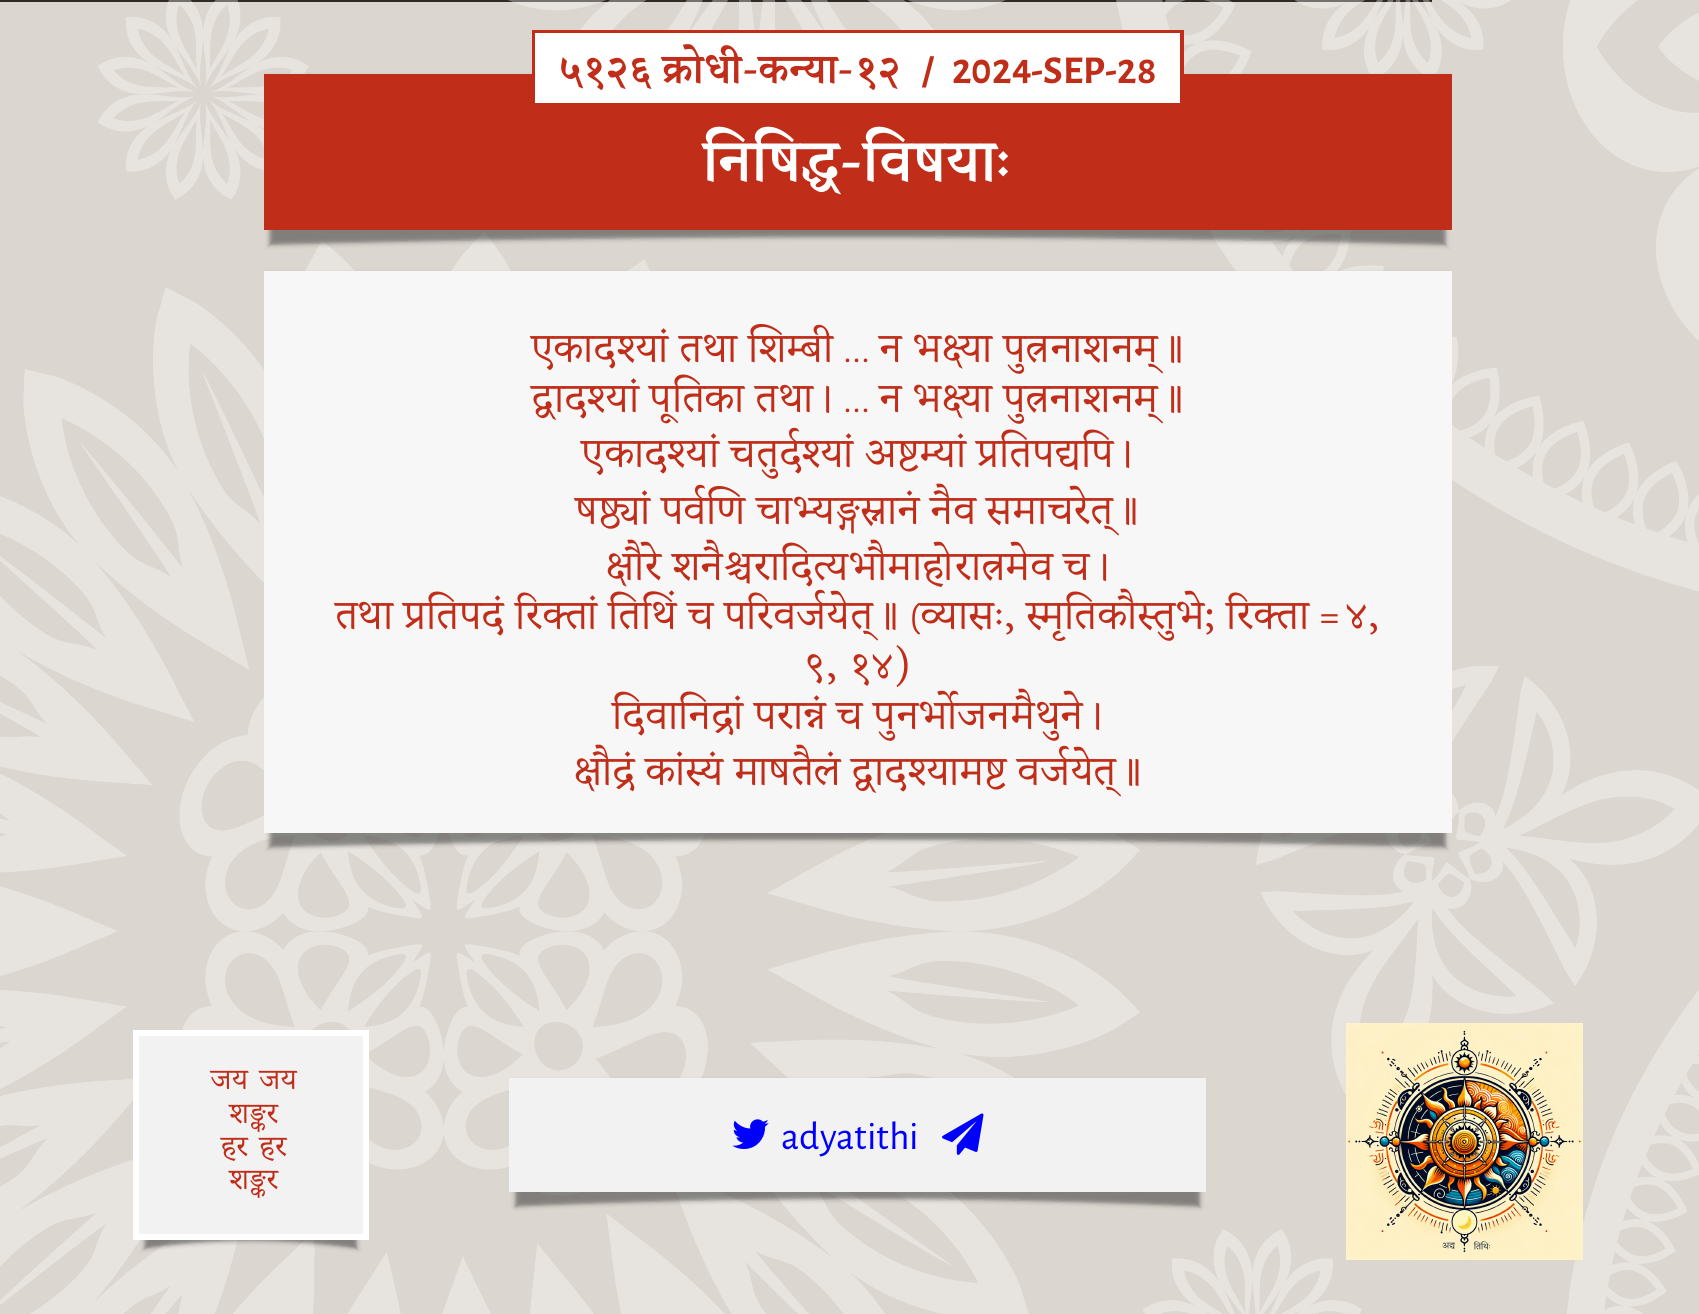 ५१२६ क्रोधी-कन्या-१२ / 2024-SEP-28
निषिद्ध-विषयाः
एकादश्यां तथा शिम्बी … न भक्ष्या पुत्रनाशनम्॥
द्वादश्यां पूतिका तथा। … न भक्ष्या पुत्रनाशनम्॥
एकादश्यां चतुर्दश्यां अष्टम्यां प्रतिपद्यपि।
षष्ठ्यां पर्वणि चाभ्यङ्गस्नानं नैव समाचरेत्॥
क्षौरे शनैश्चरादित्यभौमाहोरात्रमेव च।
तथा प्रतिपदं रिक्तां तिथिं च परिवर्जयेत्॥ (व्यासः, स्मृतिकौस्तुभे; रिक्ता = ४,
९, १४)
दिवानिद्रां परान्नं च पुनर्भोजनमैथुने।
क्षौद्रं कांस्यं माषतैलं द्वादश्यामष्ट वर्जयेत्॥
जय जय
शङ्कर
हर हर
शङ्कर
adyatithi
अद्य तिथिः